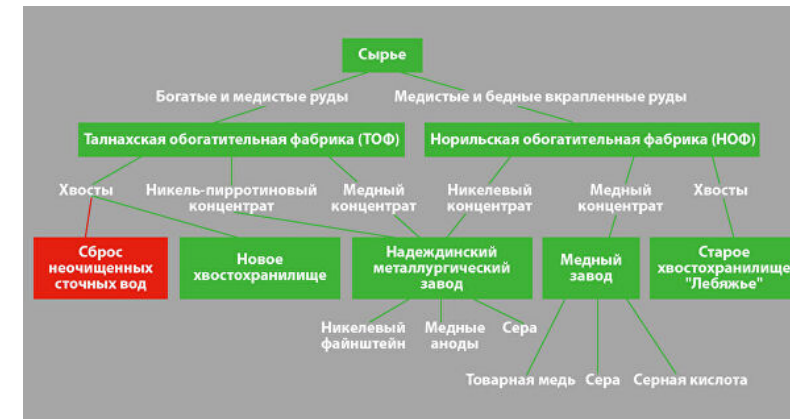 Сырье
Богатые и медистые руды
Медистые и бедные вкрапленные руды
Талнахская обогатительная фабрика (ТОФ)
Норильская обогатительная фабрика (НОФ)
Хвосты
Никель-пирротиновый
концентрат
Медный
концентрат
Никелевый
концентрат
Медный
концентрат
Хвосты
Сброс
неочищенных
сточных вод
Новое
хвостохранилище
Надеждинский
металлургический
завод
Медный
завод
Старое
хвостохранилище
"Лебяжье"
Никелевый
файнштейн
Медные
аноды
Сера
Товарная медь
Сера
Серная кислота